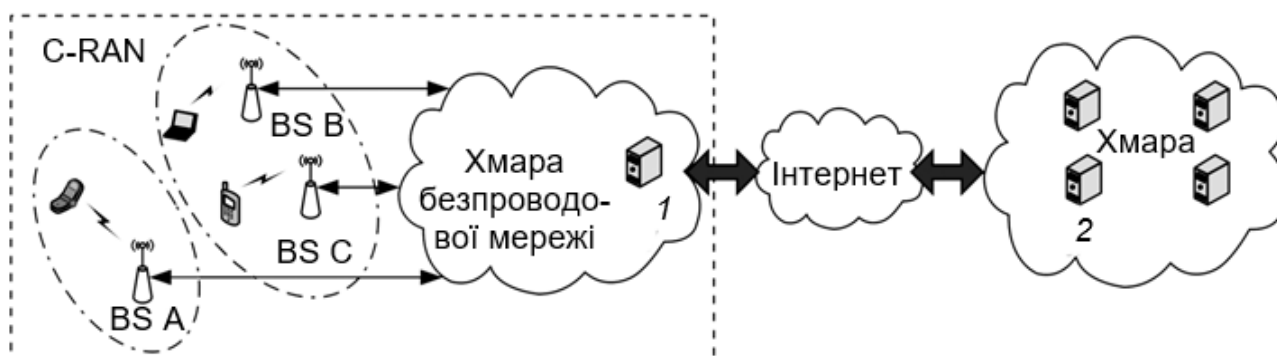 C-RAN
BS B
BS C
BS A
Хмара
безпроводо-
вої мережі
1
Інтернет
Хмара
2